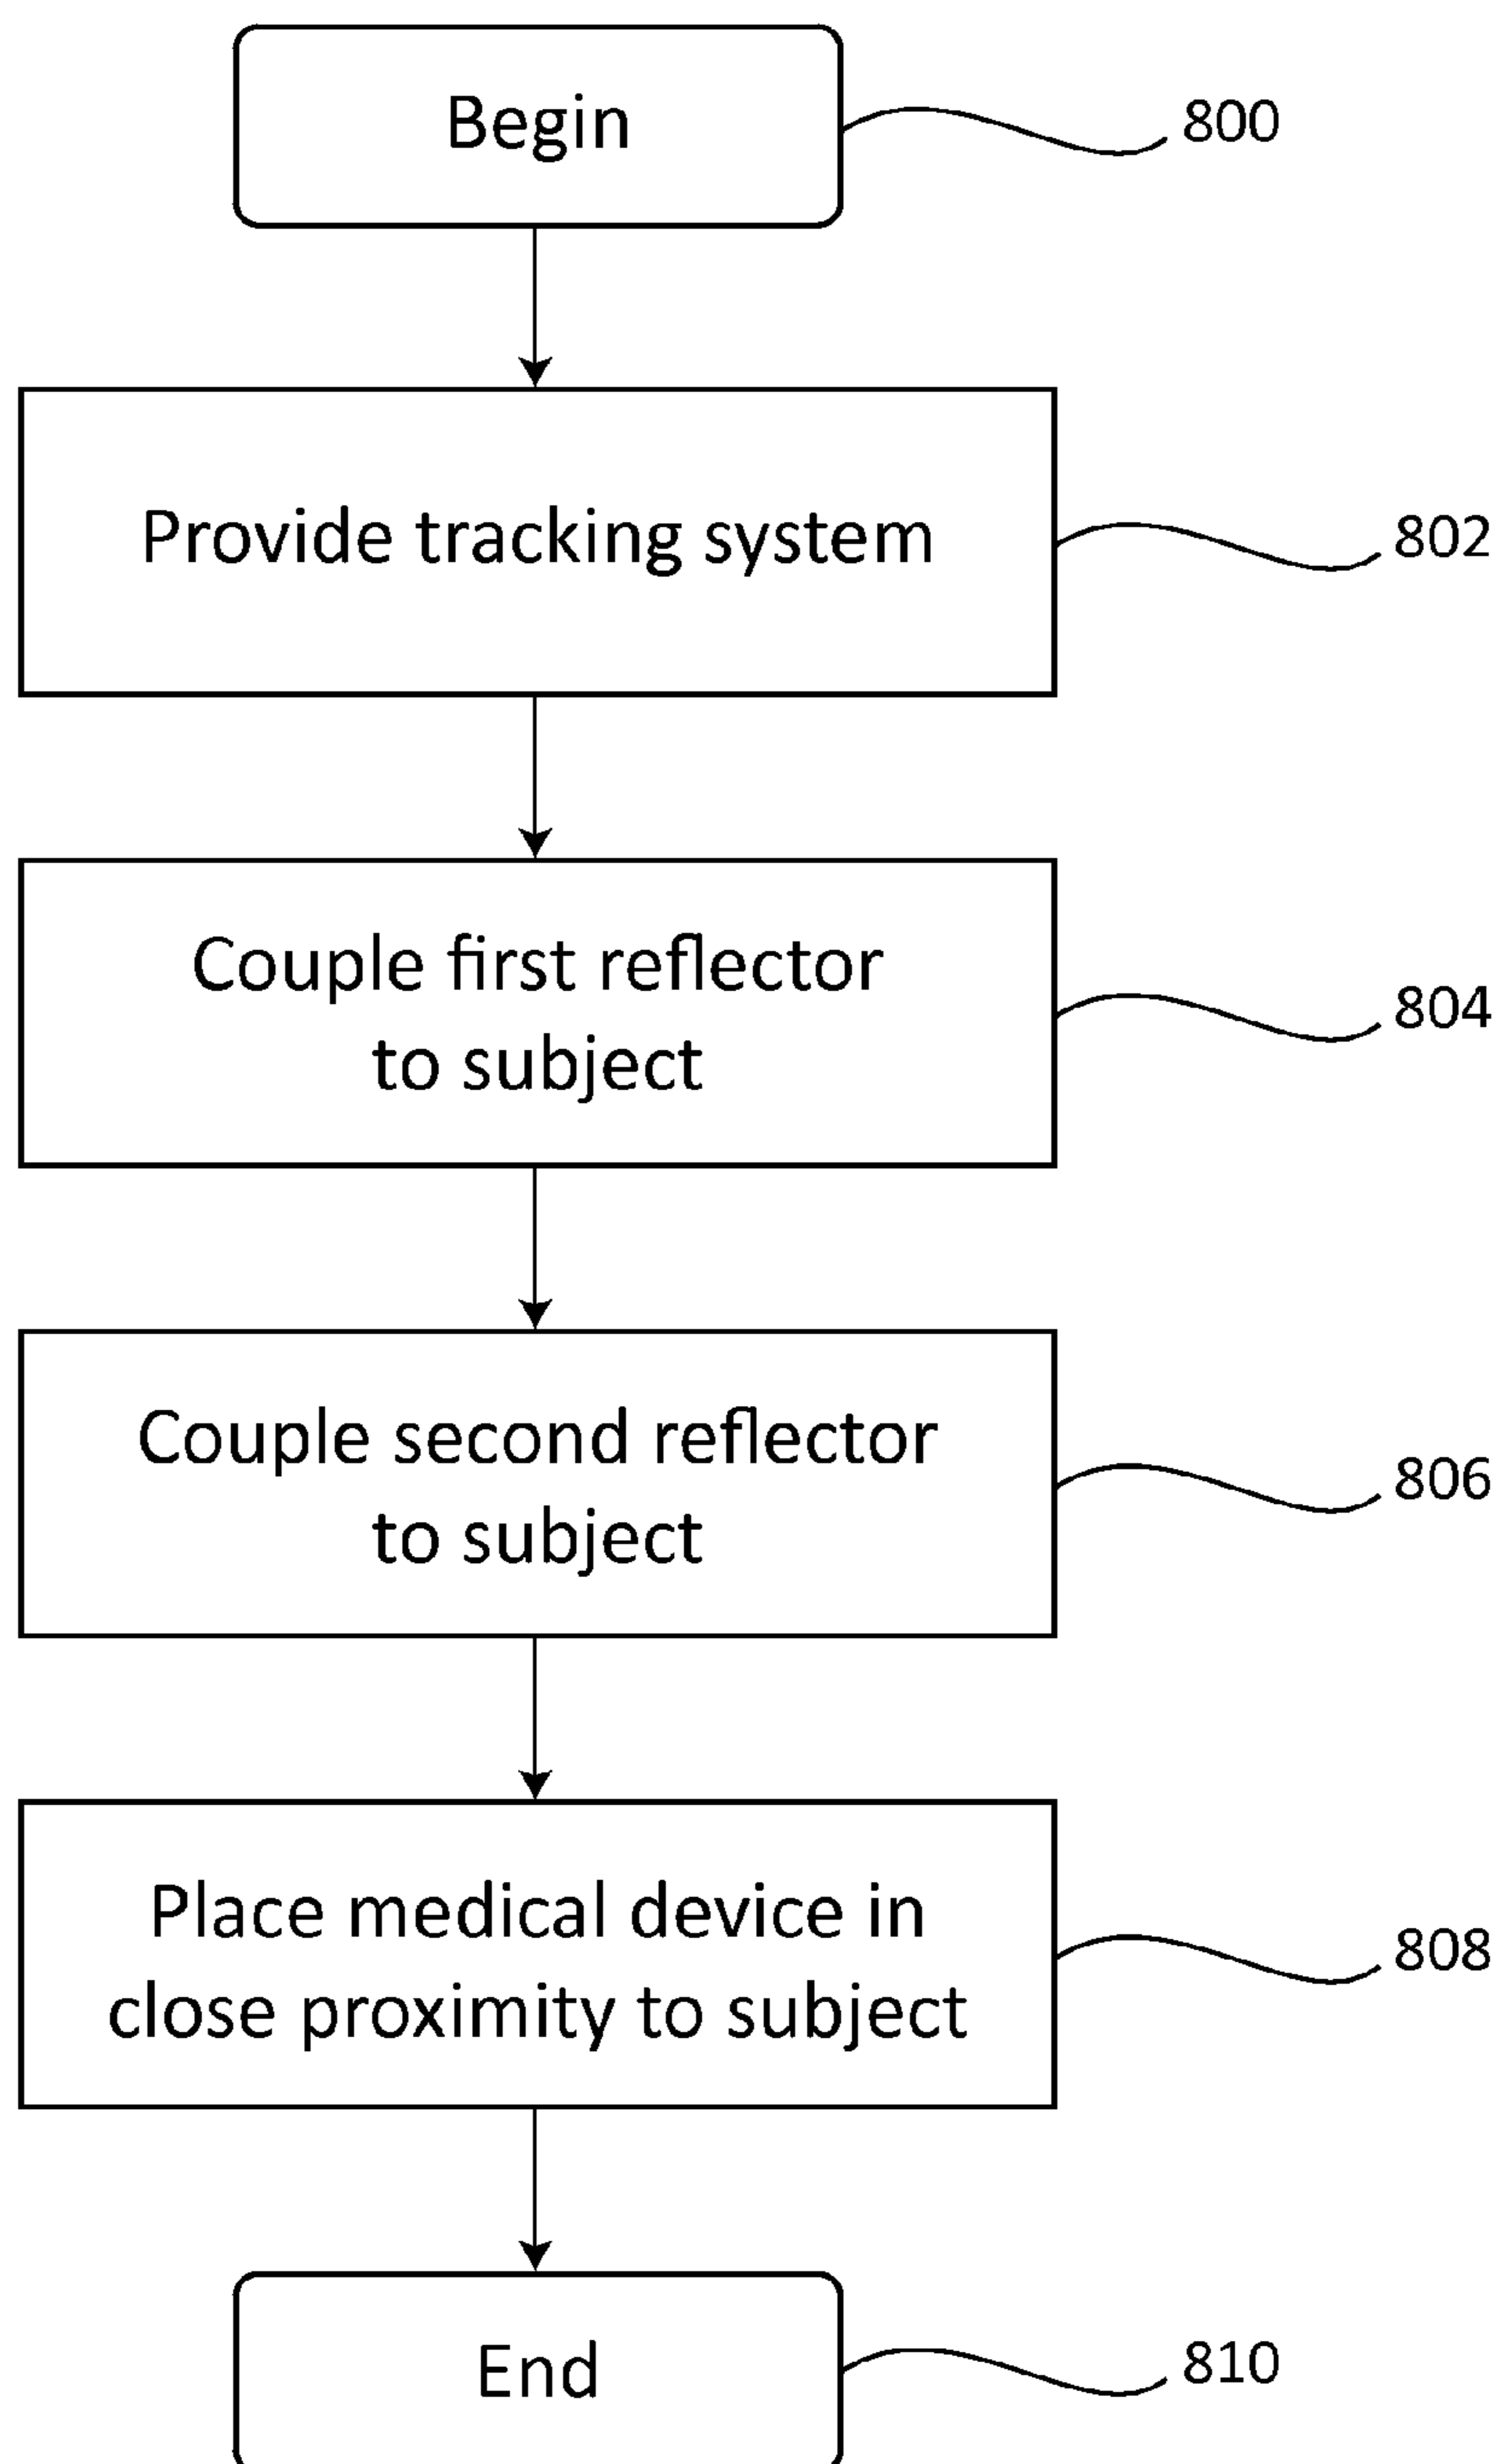 Begin
800
Provide tracking system
802
Couple first reflector
to subject
804
Couple second reflector
to subject
806
Place medical device in
close proximity to subject
808
End
810